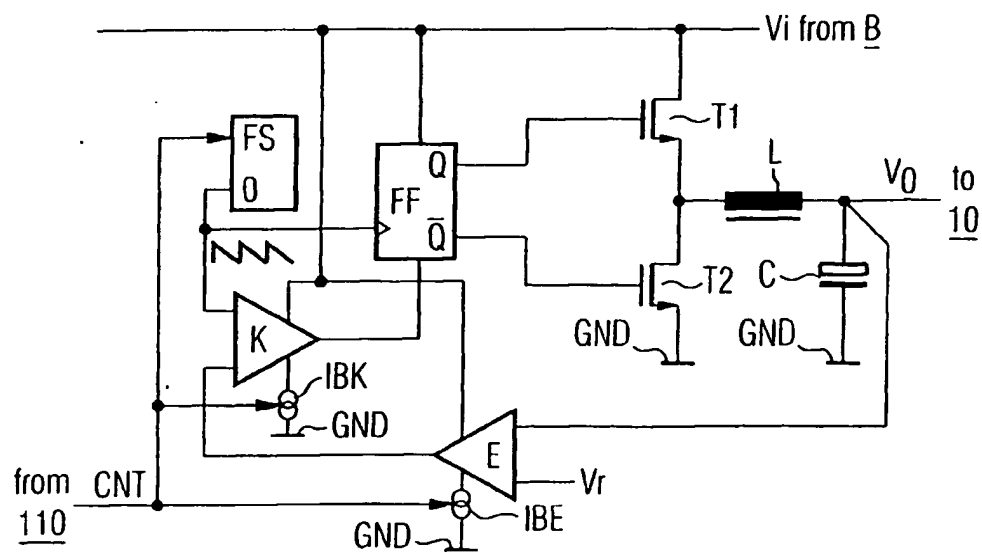 Vi from B
FS
0
FF
Q
Q̅
T1
L
V0 to
10
T2
C
GND
GND
K
IBK
GND
E
Vr
from CNT
110
IBE
GND